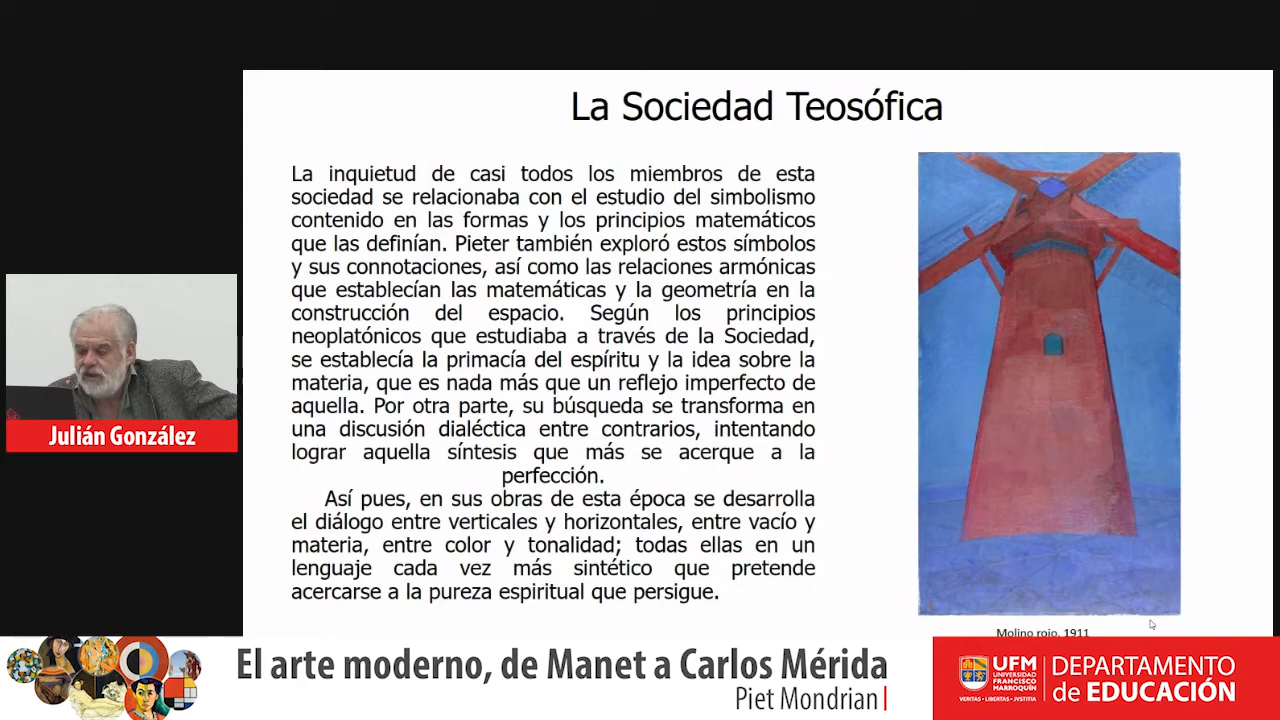 La Sociedad Teosófica
La inquietud de casi todos los miembros de esta
sociedad se relacionaba con el estudio del simbolismo
contenido en las formas y los principios matemáticos
que las definían. Pieter también exploró estos símbolos
y sus connotaciones, así como las relaciones armónicas
que establecían las matemáticas y la geometría en la
construcción del espacio. Según los principios
neoplatónicos que estudiaba a través de la Sociedad,
se establecía la primacía del espíritu y la idea sobre la
materia, que es nada más que un reflejo imperfecto de
aquella. Por otra parte, su búsqueda se transforma en
una discusión dialéctica entre contrarios, intentando
lograr aquella síntesis que más se acerque a la
perfección.
Así pues, en sus obras de esta época se desarrolla
el diálogo entre verticales y horizontales, entre vacío y
materia, entre color y tonalidad; todas ellas en un
lenguaje cada vez más sintético que pretende
acercarse a la pureza espiritual que persigue.
Molino rojo, 1911
Julián González
El arte moderno, de Manet a Carlos Mérida
Piet Mondrian
UFM
UNIVERSIDAD
FRANCISCO
MARROQUÍN
VERITAS · LIBERTAS · JVSTITIA
DEPARTAMENTO
de EDUCACIÓN